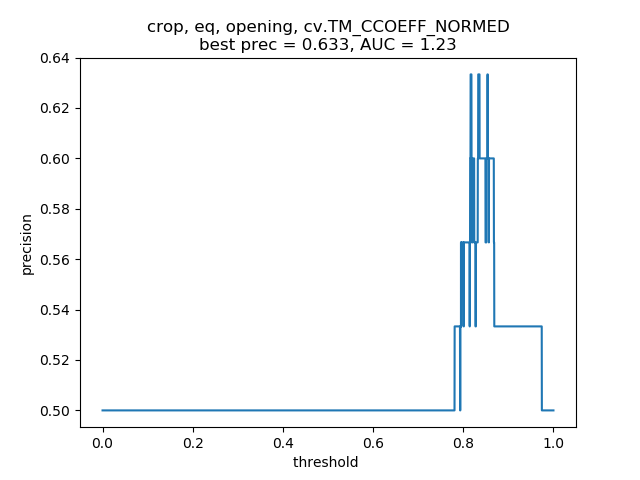 crop, eq, opening, cv.TM_CCOEFF_NORMED
best prec = 0.633, AUC = 1.23
precision
0.64
0.62
0.60
0.58
0.56
0.54
0.52
0.50
0.0 0.2 0.4 0.6 0.8 1.0
threshold